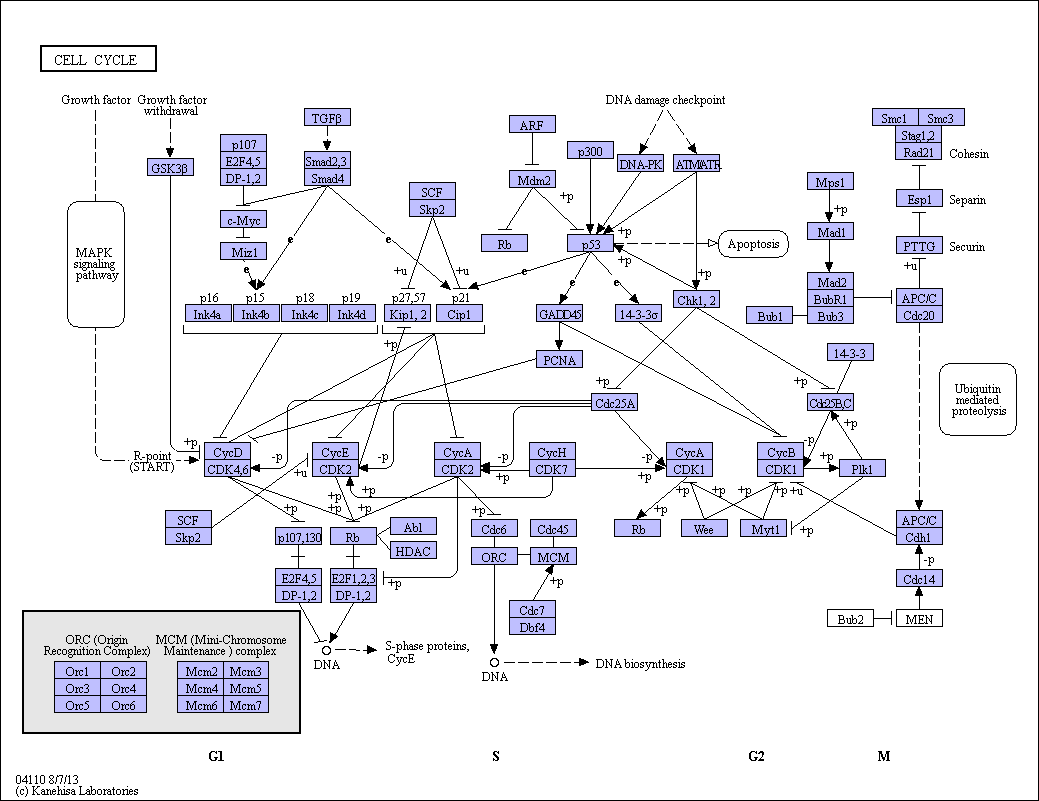 CELL CYCLE
Growth factor
Growth factor
withdrawal
GSK3β
MAPK
signaling
pathway
R-point
(START)
p107
E2F4,5
DP-1,2
c-Myc
Miz1
TGFβ
Smad2,3
Smad4
SCF
Skp2
ARF
Mdm2
Rb
p300
p53
DNA damage checkpoint
DNA-PK
ATMATR
Apoptosis
Mps1
Mad1
Mad2
BubR1
Bub3
Bub1
Smc1
Smc3
Stag1,2
Rad21
Cohesin
Esp1
Separin
PTTG
Securin
APC/C
Cdc20
+p
+p
+p
+p
+p
+u
+u
+u
e
e
e
e
e
e
p16
p15
p18
p19
p27,57
p21
Ink4a
Ink4b
Ink4c
Ink4d
Kip1, 2
Cip1
GADD45
14-3-3σ
Chk1, 2
PCNA
14-3-3
Cdc25A
Cdc25B,C
Ubiquitin
mediated
proteolysis
+p
+p
+p
+p
+p
-p
-p
-p
-p
-p
+p
+p
+u
CycD
CDK4,6
CycE
CDK2
CycA
CDK2
CycH
CDK7
CycA
CDK1
CycB
CDK1
Plk1
+p
+p
+p
+p
+p
+p
+p
+p
+u
+p
SCF
Skp2
p107,130
Rb
Abl
HDAC
Cdc6
Cdc45
ORC
MCM
Rb
Wee
Myt1
APC/C
Cdh1
-p
Cdc14
E2F4,5
DP-1,2
E2F1,2,3
DP-1,2
+p
+p
Cdc7
Dbf4
Bub2
MEN
DNA
S-phase proteins,
CycE
DNA
DNA biosynthesis
ORC (Origin
Recognition Complex)
MCM (Mini-Chromosome
Maintenance ) complex
Orc1
Orc2
Mcm2
Mcm3
Orc3
Orc4
Mcm4
Mcm5
Orc5
Orc6
Mcm6
Mcm7
G1
S
G2
M
04110 8/7/13
(c) Kanehisa Laboratories